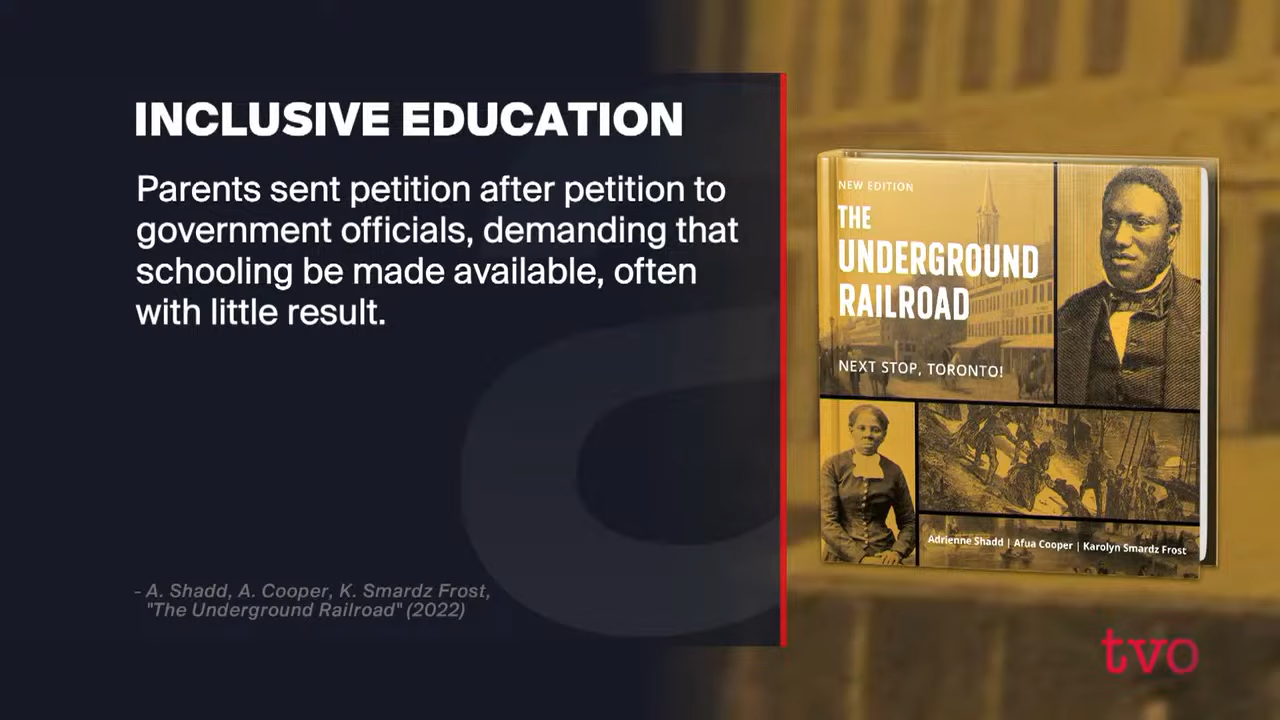 INCLUSIVE EDUCATION
Parents sent petition after petition to
government officials, demanding that
schooling be made available, often
with little result.
- A. Shadd, A. Cooper, K. Smardz Frost,
"The Underground Railroad" (2022)
NEW EDITION
THE
UNDERGROUND
RAILROAD
NEXT STOP, TORONTO!
Adrienne Shadd | Afua Cooper | Karolyn Smardz Frost
tvo